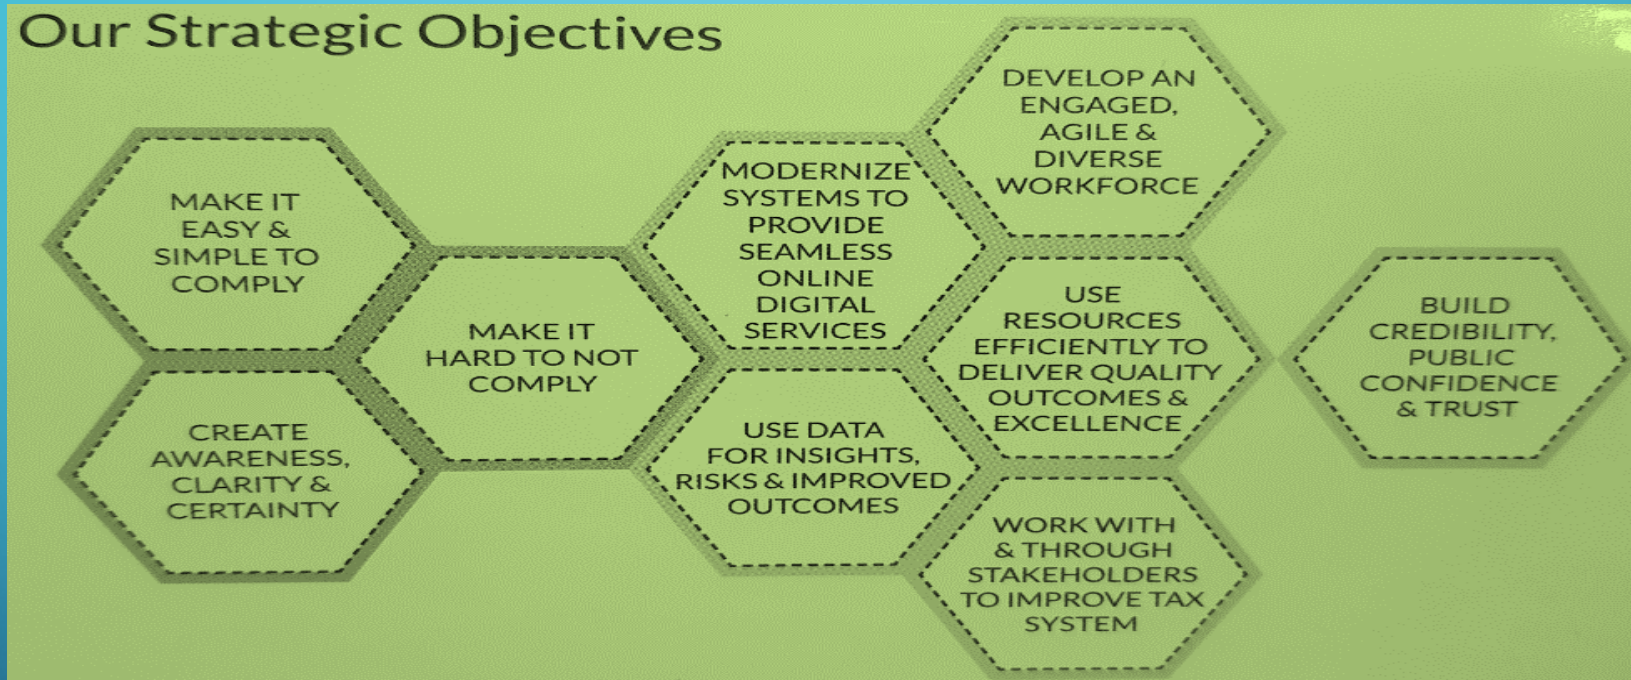 Our Strategic Objectives
MAKE IT
EASY &
SIMPLE TO
COMPLY
CREATE
AWARENESS,
CLARITY &
CERTAINTY
MAKE IT
HARD TO NOT
COMPLY
MODERNIZE
SYSTEMS TO
PROVIDE
SEAMLESS
ONLINE
DIGITAL
SERVICES
USE DATA
FOR INSIGHTS,
RISKS & IMPROVED
OUTCOMES
DEVELOP AN
ENGAGED,
AGILE &
DIVERSE
WORKFORCE
USE
RESOURCES
EFFICIENTLY TO
DELIVER QUALITY
OUTCOMES &
EXCELLENCE
WORK WITH
& THROUGH
STAKEHOLDERS
TO IMPROVE TAX
SYSTEM
BUILD
CREDIBILITY,
PUBLIC
CONFIDENCE
& TRUST